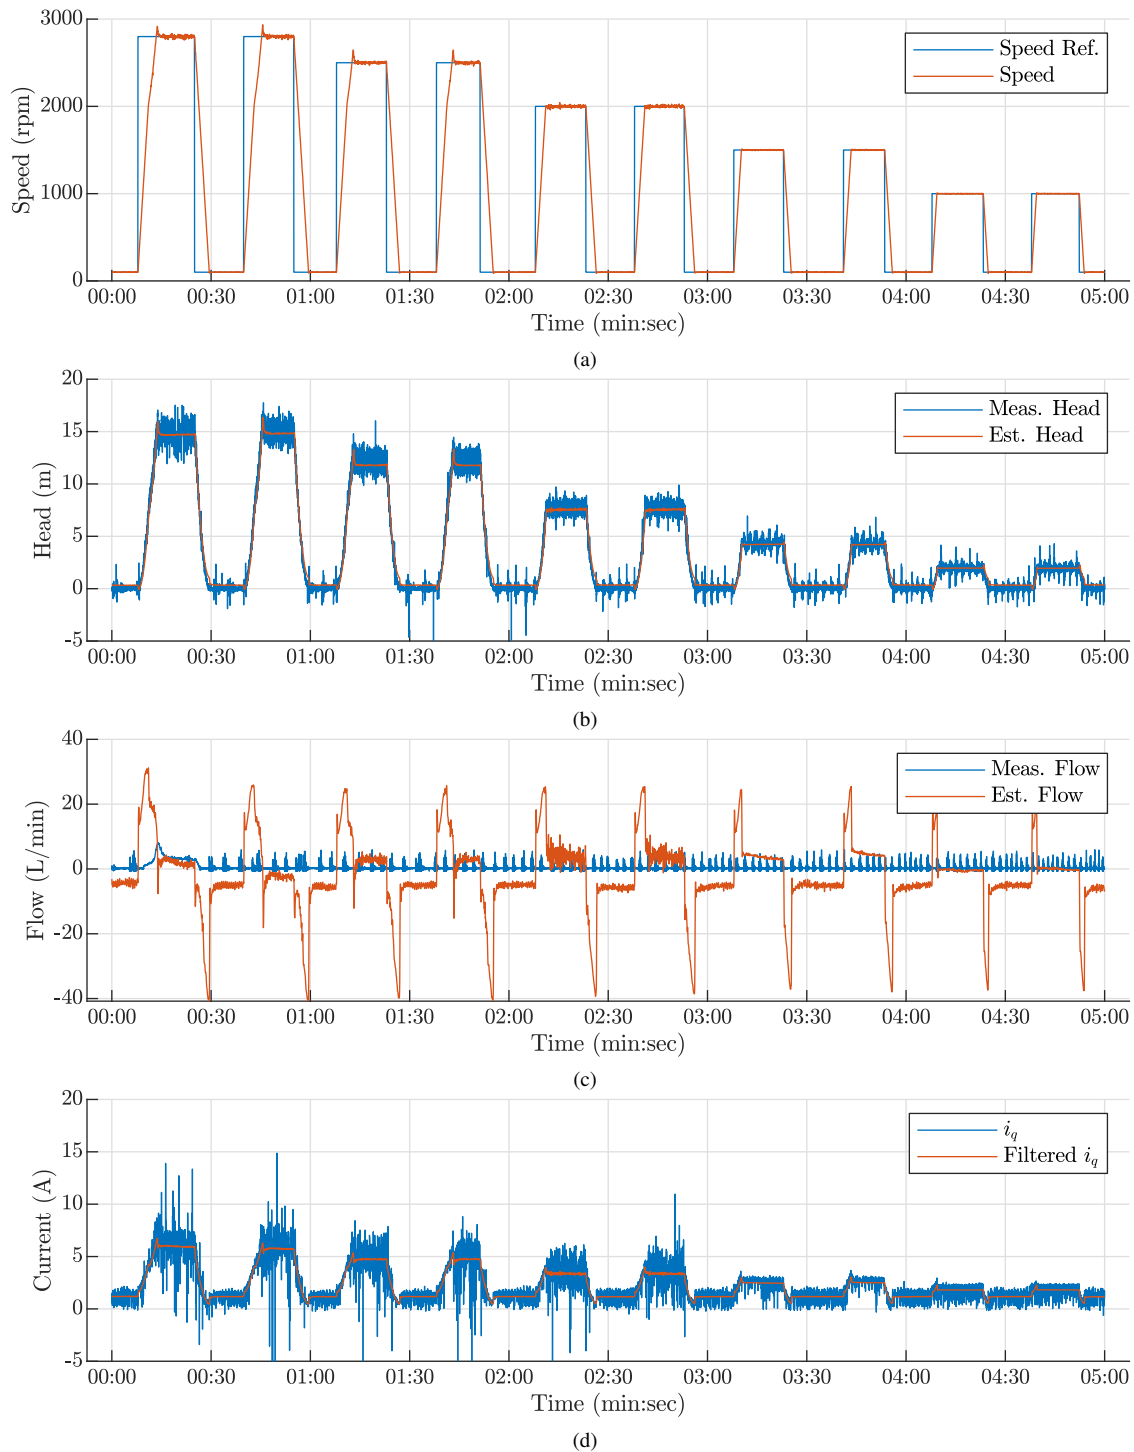 3000
2000
1000
0
Speed (rpm)
Speed Ref.
Speed
00:00 00:30 01:00 01:30 02:00 02:30 03:00 03:30 04:00 04:30 05:00
Time (min:sec)
(a)
20
15
10
5
0
-5
Head (m)
Meas. Head
Est. Head
00:00 00:30 01:00 01:30 02:00 02:30 03:00 03:30 04:00 04:30 05:00
Time (min:sec)
(b)
40
20
0
-20
-40
Flow (L/min)
Meas. Flow
Est. Flow
00:00 00:30 01:00 01:30 02:00 02:30 03:00 03:30 04:00 04:30 05:00
Time (min:sec)
(c)
20
15
10
5
0
-5
Current (A)
i_q
Filtered i_q
00:00 00:30 01:00 01:30 02:00 02:30 03:00 03:30 04:00 04:30 05:00
Time (min:sec)
(d)